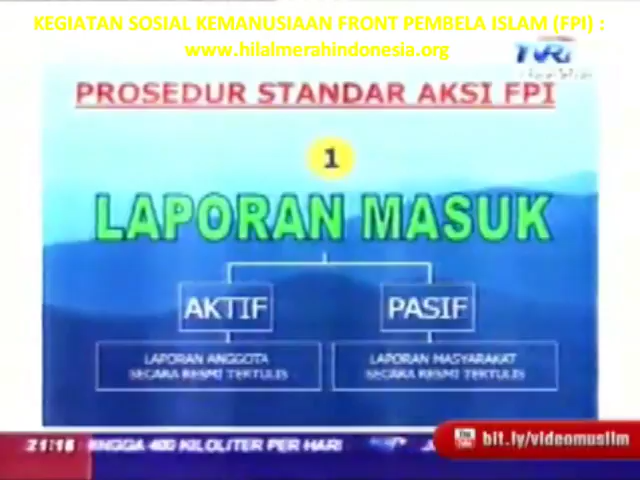 KEGIATAN SOSIAL KEMANUSIAAN FRONT PEMBELA ISLAM (FPI) :
www.hilalmerahindonesia.org
TVRI
PROSEDUR STANDAR AKSI FPI
1
LAPORAN MASUK
AKTIF
PASIF
LAPORAN ANGGOTA
SECARA RESMI TERTULIS
LAPORAN MASYARAKAT
SECARA RESMI TERTULIS
21:16
INGGA 400 KILOLITER PER HARI
bit.ly/videomuslim